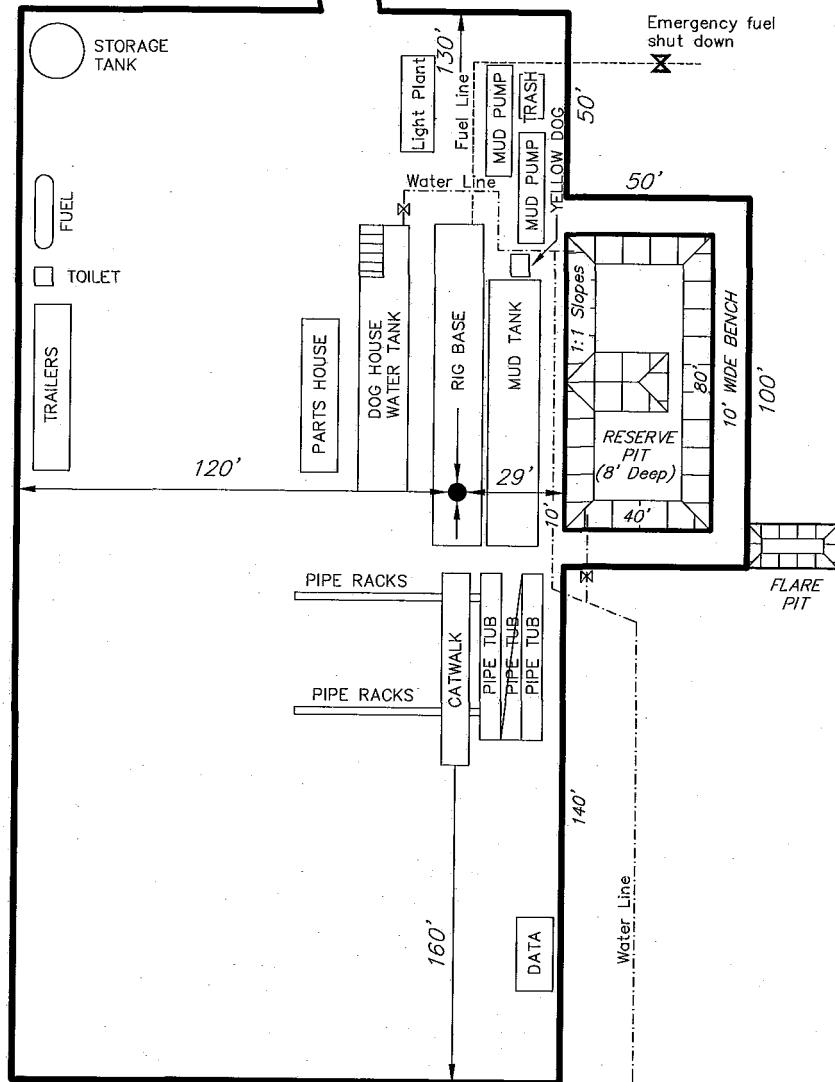 Emergency fuel
shut down
STORAGE
TANK
130'
Light Plant
Fuel Line
MUD PUMP
TRASH
50'
MUD PUMP
YELLOW DOG
Water Line
50'
FUEL
TOILET
TRAILERS
PARTS HOUSE
DOG HOUSE
WATER TANK
RIG BASE
MUD TANK
1:1 Slopes
80'
10' WIDE BENCH
100'
RESERVE
PIT
(8' Deep)
120'
29'
10'
40'
FLARE
PIT
PIPE RACKS
CATWALK
PIPE TUB
PIPE TUB
PIPE TUB
PIPE RACKS
140'
160'
DATA
Water Line